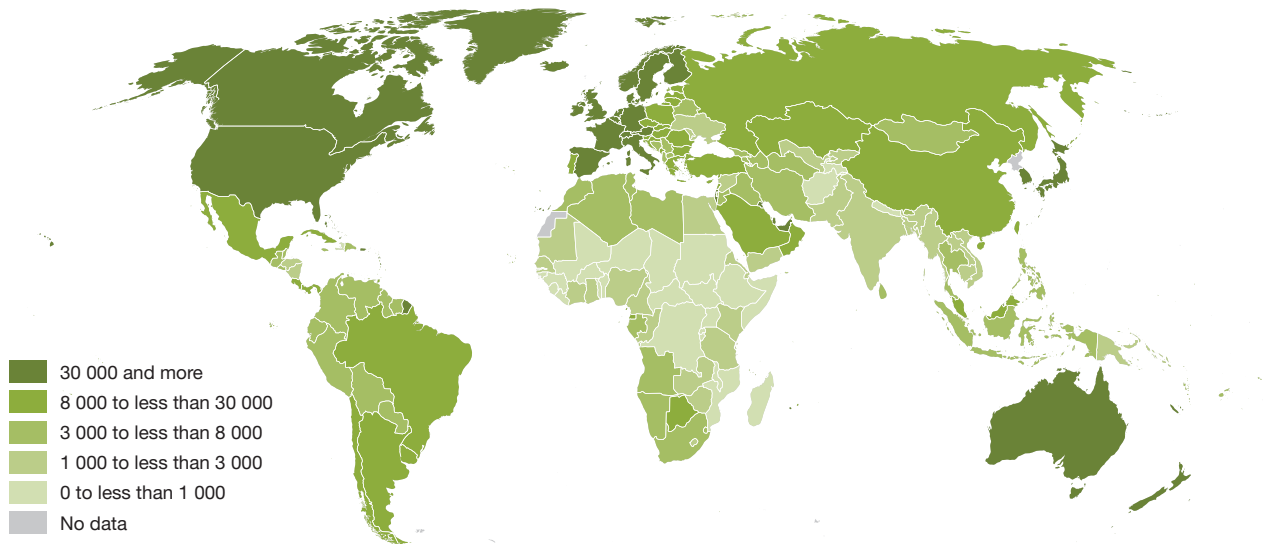 30 000 and more
8 000 to less than 30 000
3 000 to less than 8 000
1 000 to less than 3 000
0 to less than 1 000
No data